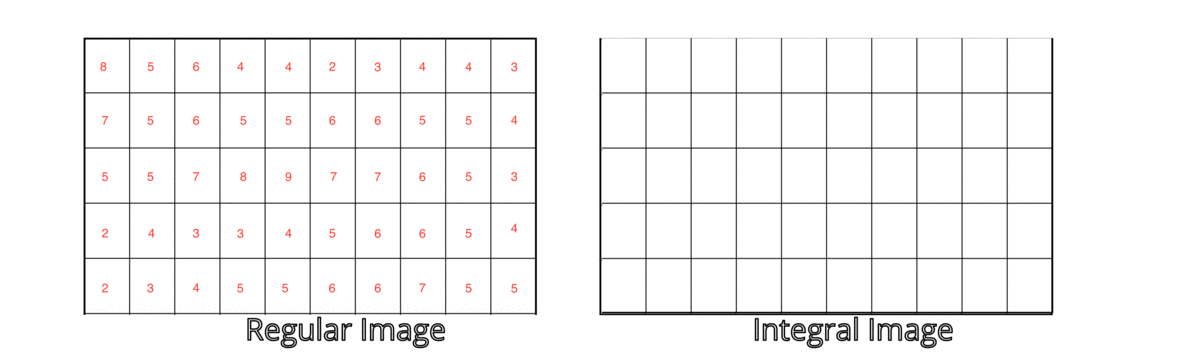 8 5 6 4 4 2 3 4 4 3
7 5 6 5 5 6 6 5 5 4
5 5 7 8 9 7 7 6 5 3
2 4 3 3 4 5 6 6 5 4
2 3 4 5 5 6 6 7 5 5
Regular Image
Integral Image